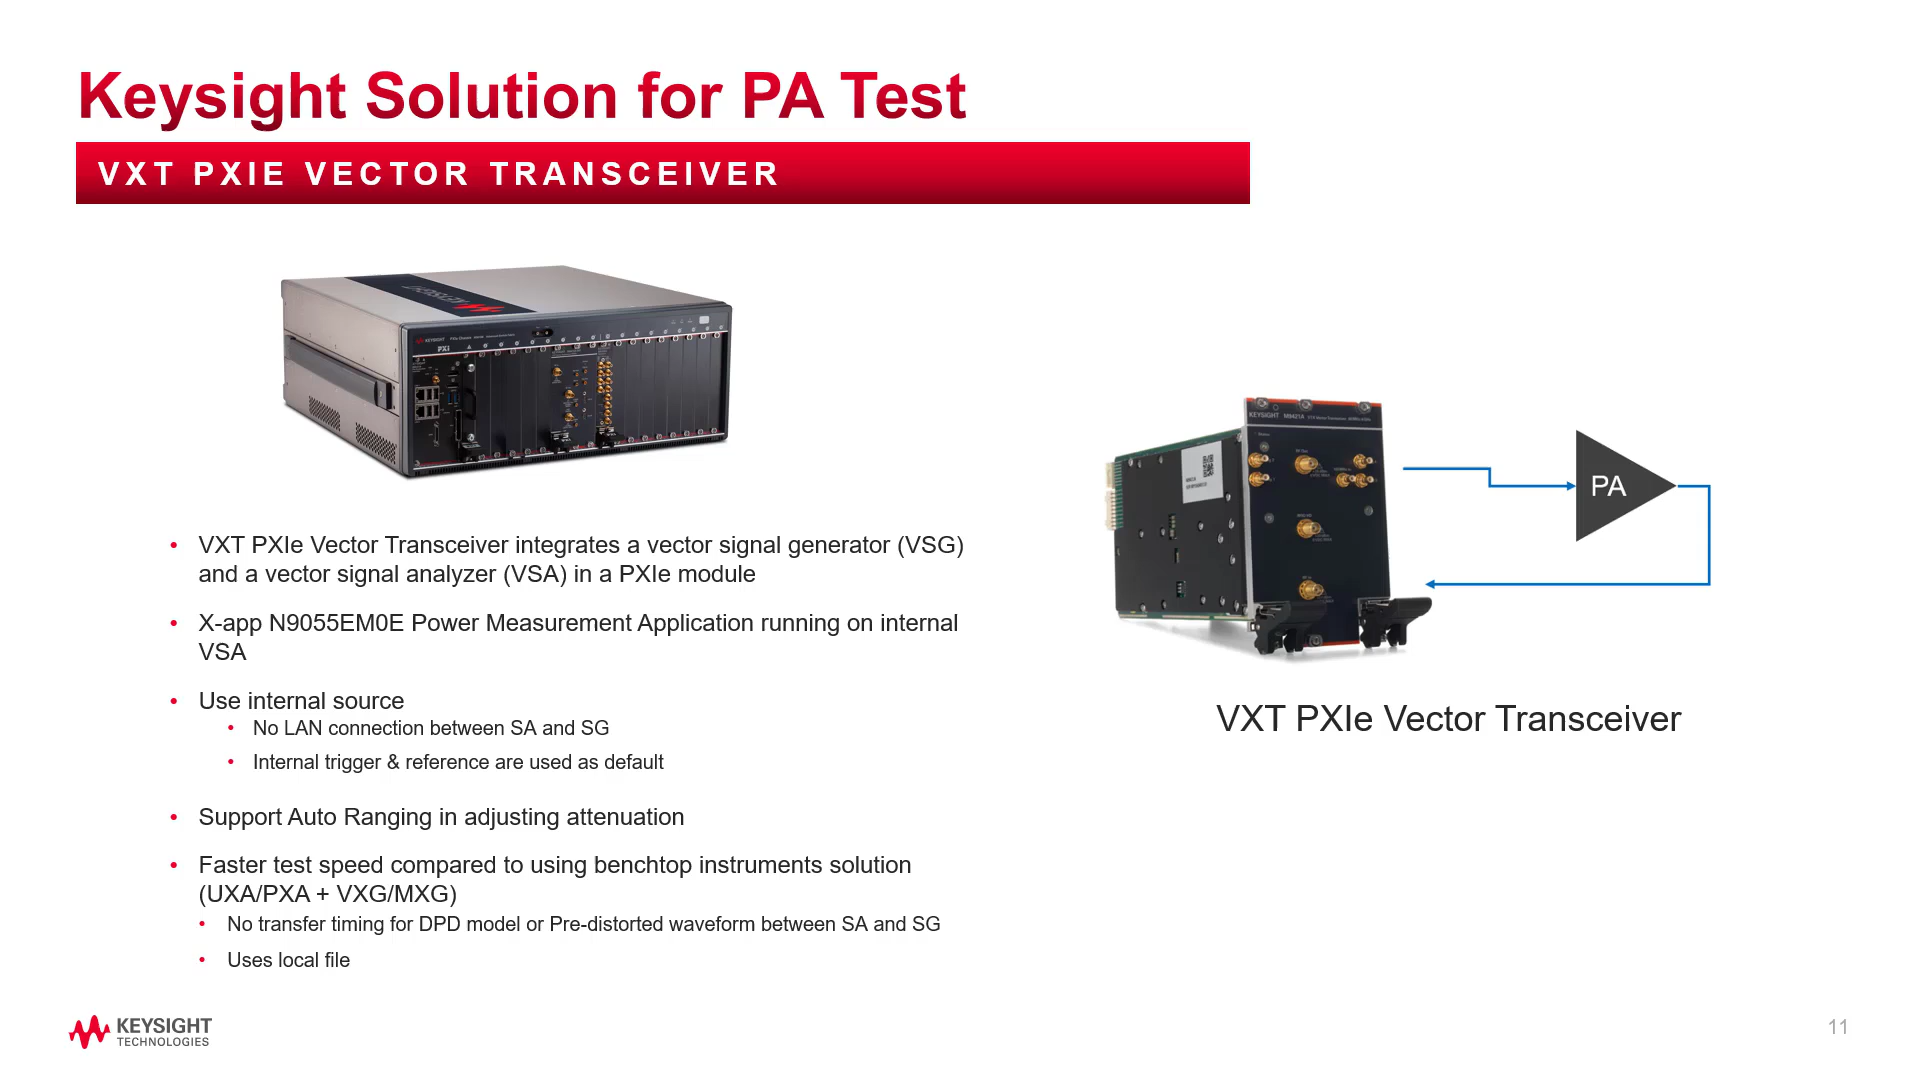 Keysight Solution for PA Test
VXT PXIE VECTOR TRANSCEIVER
KEYSIGHT
KEYSIGHT
PXI
• VXT PXIe Vector Transceiver integrates a vector signal generator (VSG)
and a vector signal analyzer (VSA) in a PXIe module
• X-app N9055EM0E Power Measurement Application running on internal
VSA
• Use internal source
• No LAN connection between SA and SG
• Internal trigger & reference are used as default
• Support Auto Ranging in adjusting attenuation
• Faster test speed compared to using benchtop instruments solution
(UXA/PXA + VXG/MXG)
• No transfer timing for DPD model or Pre-distorted waveform between SA and SG
• Uses local file
KEYSIGHT M9421A
PA
VXT PXIe Vector Transceiver
KEYSIGHT
TECHNOLOGIES
11